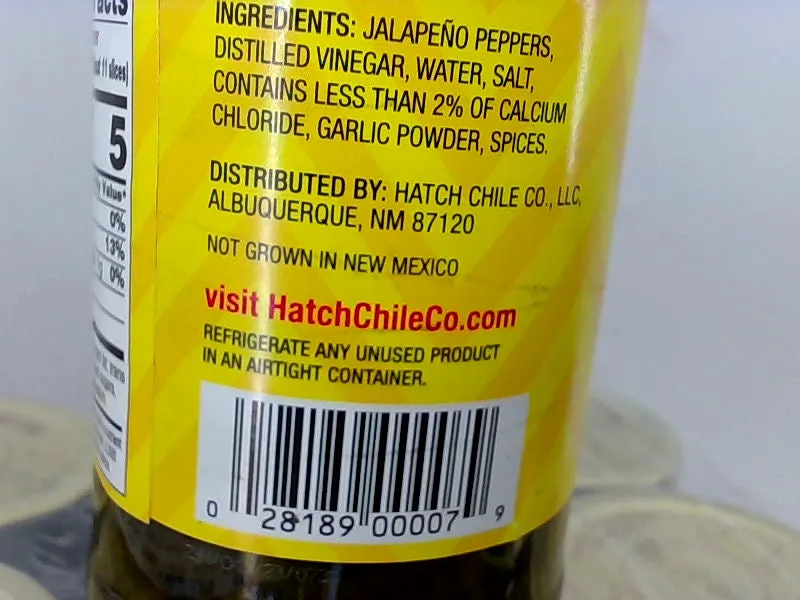 acts
5
Value*
0%
13%
0%
INGREDIENTS: JALAPEÑO PEPPERS,
DISTILLED VINEGAR, WATER, SALT,
CONTAINS LESS THAN 2% OF CALCIUM
CHLORIDE, GARLIC POWDER, SPICES.
DISTRIBUTED BY: HATCH CHILE CO., LLC,
ALBUQUERQUE, NM 87120
NOT GROWN IN NEW MEXICO
visit HatchChileCo.com
REFRIGERATE ANY UNUSED PRODUCT
IN AN AIRTIGHT CONTAINER.
0 28189 00007 9